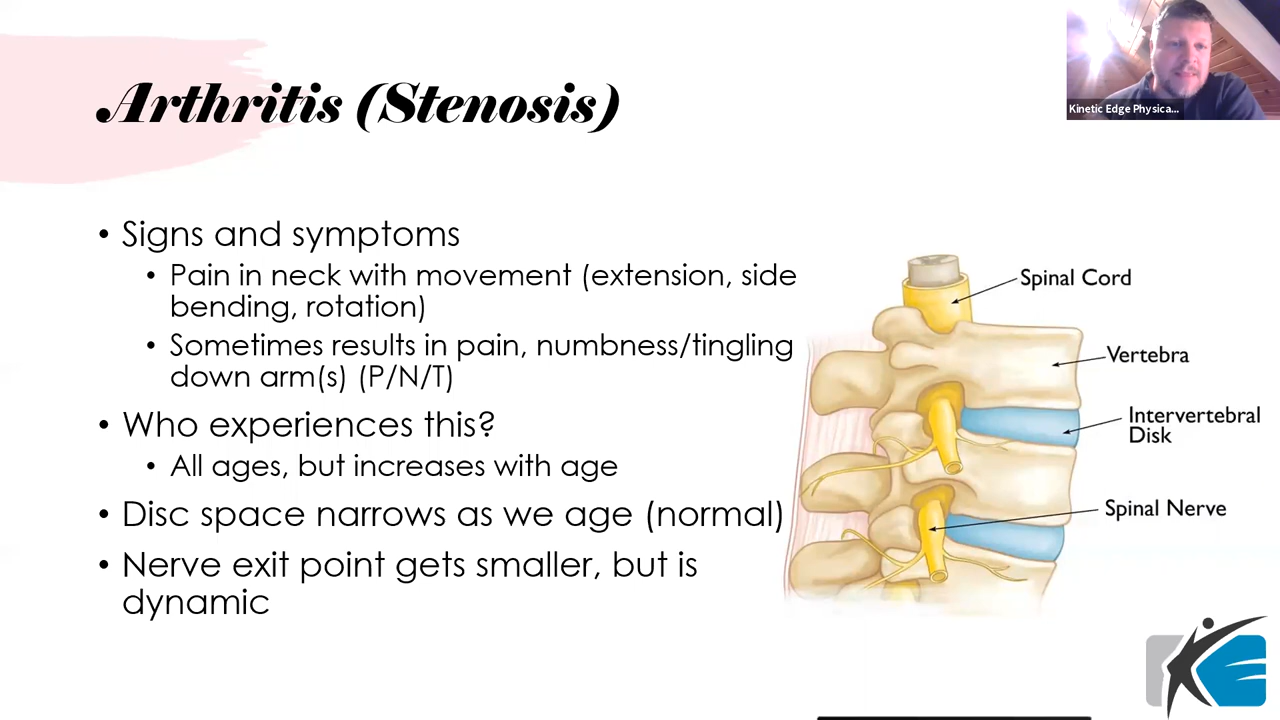 Arthritis (Stenosis)
Kinetic Edge Physica...
• Signs and symptoms
• Pain in neck with movement (extension, side
bending, rotation)
• Sometimes results in pain, numbness/tingling
down arm(s) (P/N/T)
• Who experiences this?
• All ages, but increases with age
• Disc space narrows as we age (normal)
• Nerve exit point gets smaller, but is
dynamic
Spinal Cord
Vertebra
Intervertebral
Disk
Spinal Nerve